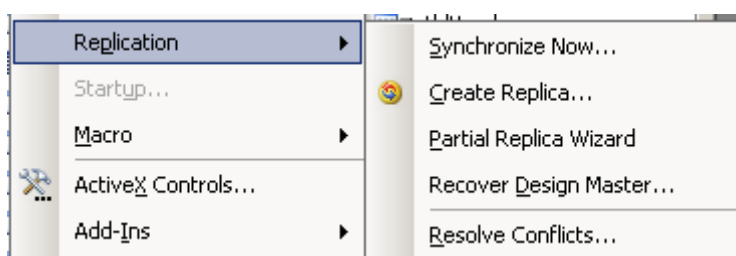 Replication
Startup...
Macro
ActiveX Controls...
Add-Ins
Synchronize Now...
Create Replica...
Partial Replica Wizard
Recover Design Master...
Resolve Conflicts...